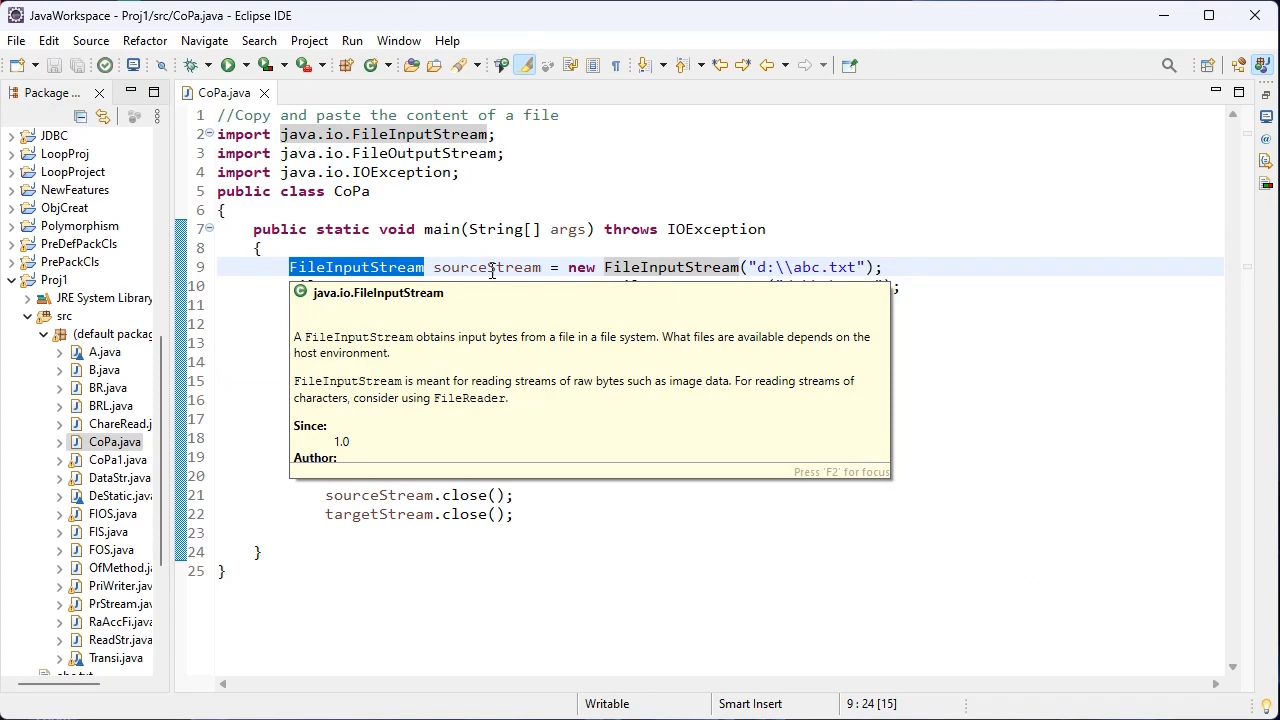 JavaWorkspace - Proj1/src/CoPa.java - Eclipse IDE
File Edit Source Refactor Navigate Search Project Run Window Help
Package ...
CoPa.java
JDBC
LoopProj
LoopProject
NewFeatures
ObjCreat
Polymorphism
PreDefPackCls
PrePackCls
Proj1
JRE System Library
src
(default packag
A.java
B.java
BR.java
BRL.java
ChareRead.j
CoPa.java
CoPa1.java
DataStr.java
DeStatic.java
FIOS.java
FIS.java
FOS.java
OfMethod.ja
PriWriter.java
PrStream.java
RaAccFi.java
ReadStr.java
Transi.java
1 //Copy and paste the content of a file
2 import java.io.FileInputStream;
3 import java.io.FileOutputStream;
4 import java.io.IOException;
5 public class CoPa
6 {
7 public static void main(String[] args) throws IOException
8 {
9 FileInputStream sourceStream = new FileInputStream("d:\\abc.txt");
10
11
12
13
14
15
16
17
18
19
20
21 sourceStream.close();
22 targetStream.close();
23
24 }
25 }
java.io.FileInputStream
A FileInputStream obtains input bytes from a file in a file system. What files are available depends on the
host environment.
FileInputStream is meant for reading streams of raw bytes such as image data. For reading streams of
characters, consider using FileReader.
Since:
1.0
Author:
Press 'F2' for focus
Writable Smart Insert 9 : 24 [15]